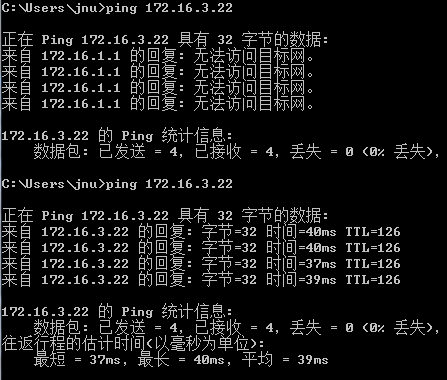 C:\Users\jnu>ping 172.16.3.22
正在 Ping 172.16.3.22 具有 32 字节的数据:
来自 172.16.1.1 的回复: 无法访问目标网。
来自 172.16.1.1 的回复: 无法访问目标网。
来自 172.16.1.1 的回复: 无法访问目标网。
来自 172.16.1.1 的回复: 无法访问目标网。
172.16.3.22 的 Ping 统计信息:
数据包: 已发送 = 4，已接收 = 4，丢失 = 0 (0% 丢失)，
C:\Users\jnu>ping 172.16.3.22
正在 Ping 172.16.3.22 具有 32 字节的数据:
来自 172.16.3.22 的回复: 字节=32 时间=40ms TTL=126
来自 172.16.3.22 的回复: 字节=32 时间=40ms TTL=126
来自 172.16.3.22 的回复: 字节=32 时间=37ms TTL=126
来自 172.16.3.22 的回复: 字节=32 时间=39ms TTL=126
172.16.3.22 的 Ping 统计信息:
数据包: 已发送 = 4，已接收 = 4，丢失 = 0 (0% 丢失)，
往返行程的估计时间(以毫秒为单位):
最短 = 37ms，最长 = 40ms，平均 = 39ms